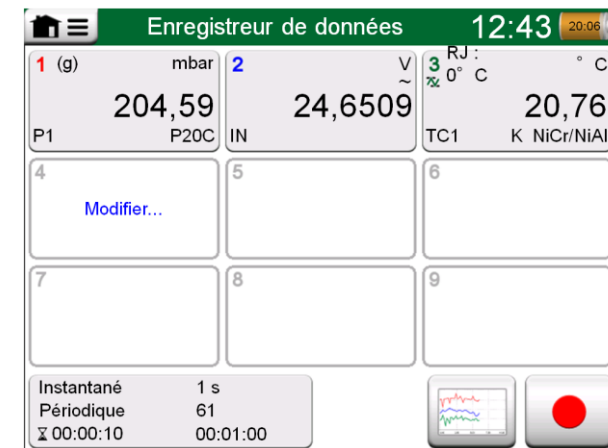 Enregistreur de données 12:43 20:06
1 (g) mbar
204,59
P1 P20C
2 V
~
24,6509
IN
3 RJ : ° C
0° C
20,76
TC1 K NiCr/NiAl
4
Modifier...
5
6
7
8
9
Instantané 1 s
Périodique 61
00:00:10 00:01:00